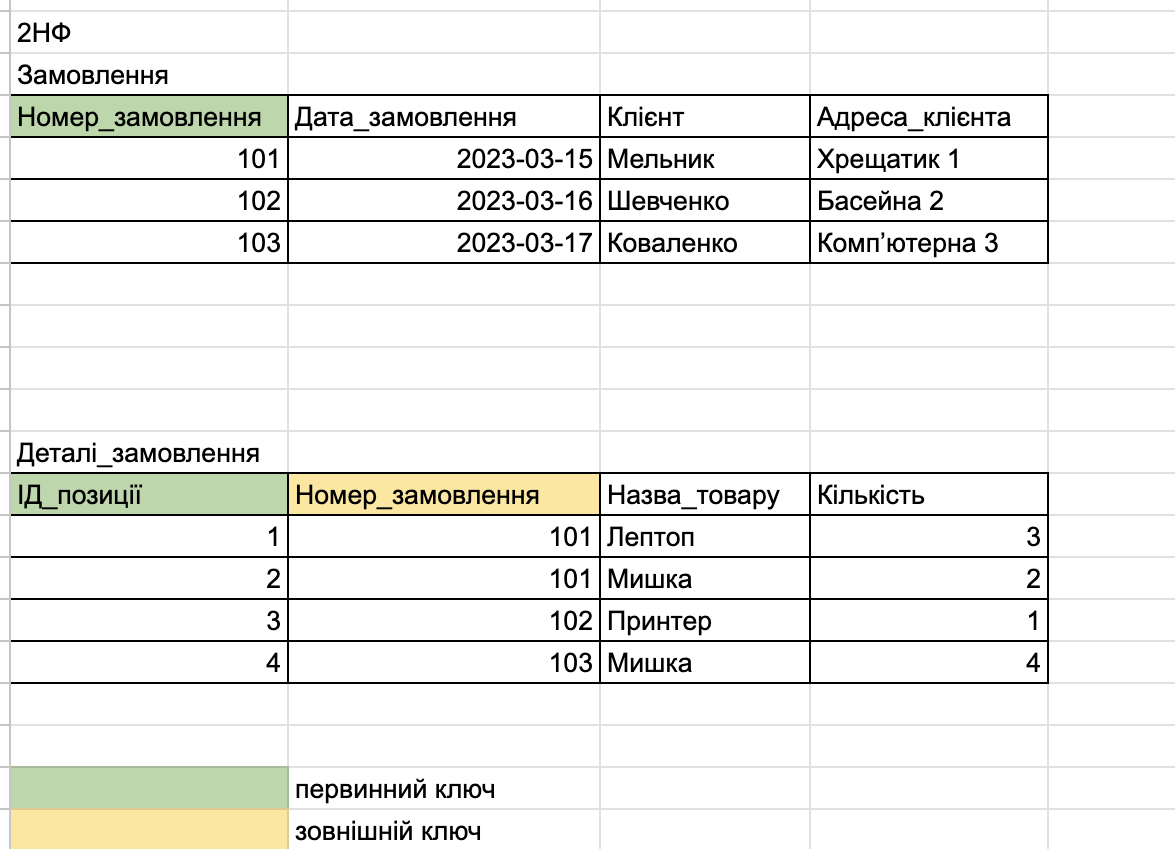 2НФ
Замовлення
Номер_замовлення Дата_замовлення Клієнт Адреса_клієнта
101 2023-03-15 Мельник Хрещатик 1
102 2023-03-16 Шевченко Басейна 2
103 2023-03-17 Коваленко Комп’ютерна 3
Деталі_замовлення
ІД_позиції Номер_замовлення Назва_товару Кількість
1 101 Лептоп 3
2 101 Мишка 2
3 102 Принтер 1
4 103 Мишка 4
первинний ключ
зовнішній ключ